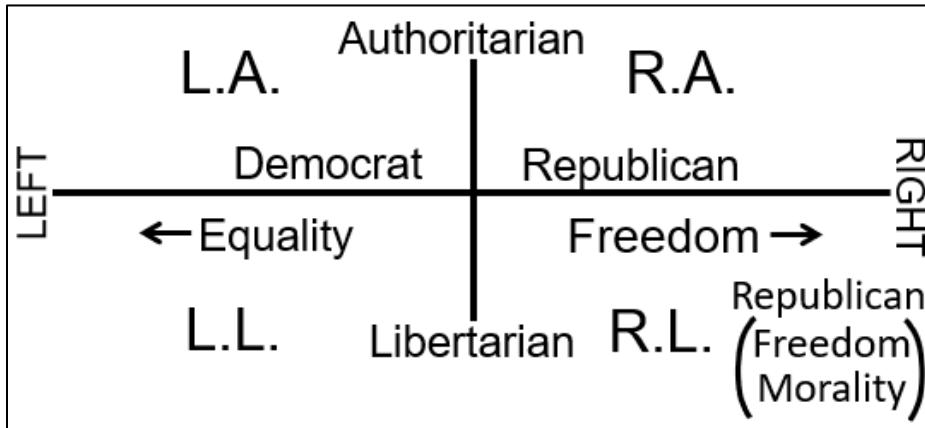 Authoritarian
L.A.
R.A.
Democrat
Republican
LEFT
RIGHT
← Equality
Freedom →
L.L.
Libertarian
R.L.
Republican
(Freedom
Morality)